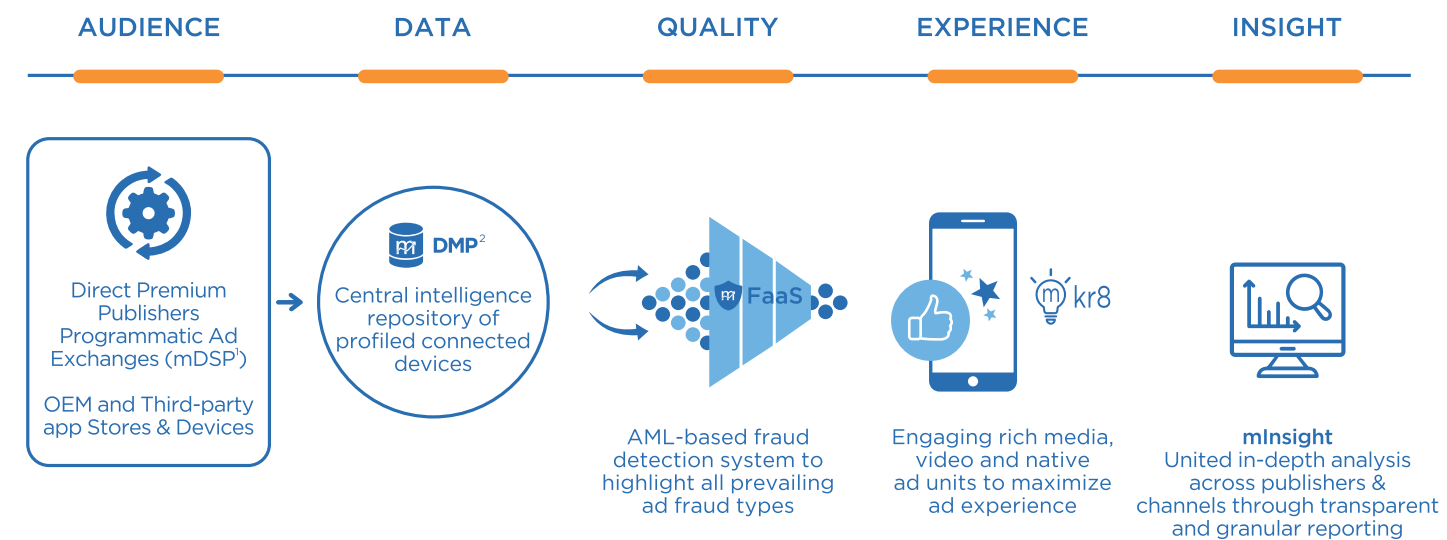 AUDIENCE
DATA
QUALITY
EXPERIENCE
INSIGHT
Direct Premium
Publishers
Programmatic Ad
Exchanges (mDSP¹)
OEM and Third-party
app Stores & Devices
m DMP²
Central intelligence
repository of
profiled connected
devices
m FaaS
AML-based fraud
detection system to
highlight all prevailing
ad fraud types
m kr8
Engaging rich media,
video and native
ad units to maximize
ad experience
mInsight
United in-depth analysis
across publishers &
channels through transparent
and granular reporting